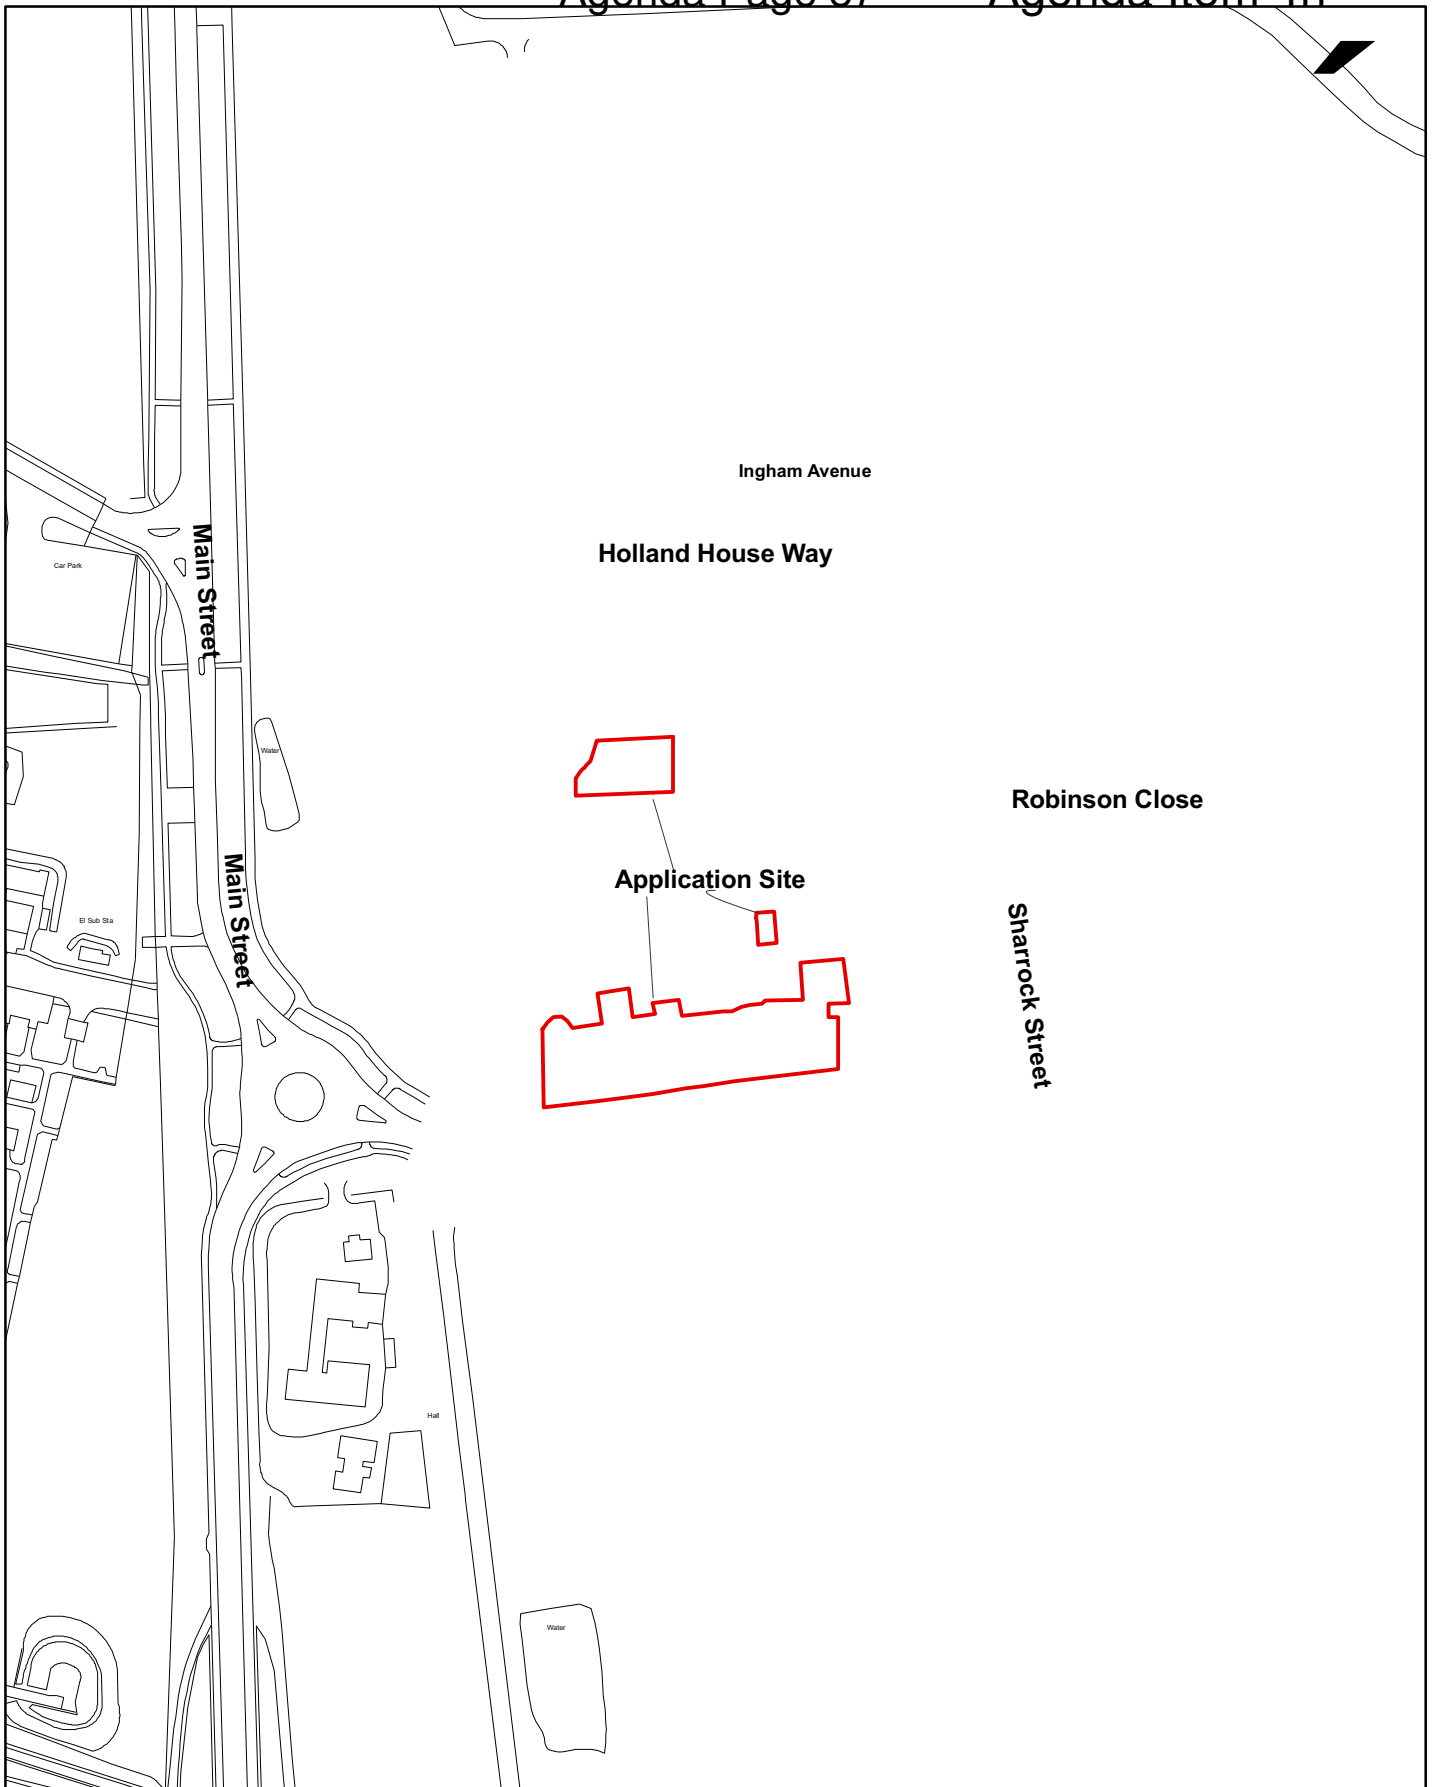 Ingham Avenue
Holland House Way
Main Street
Car Park
Water
Robinson Close
Main Street
Application Site
El Sub Sta
Sharrock Street
Hall
Water